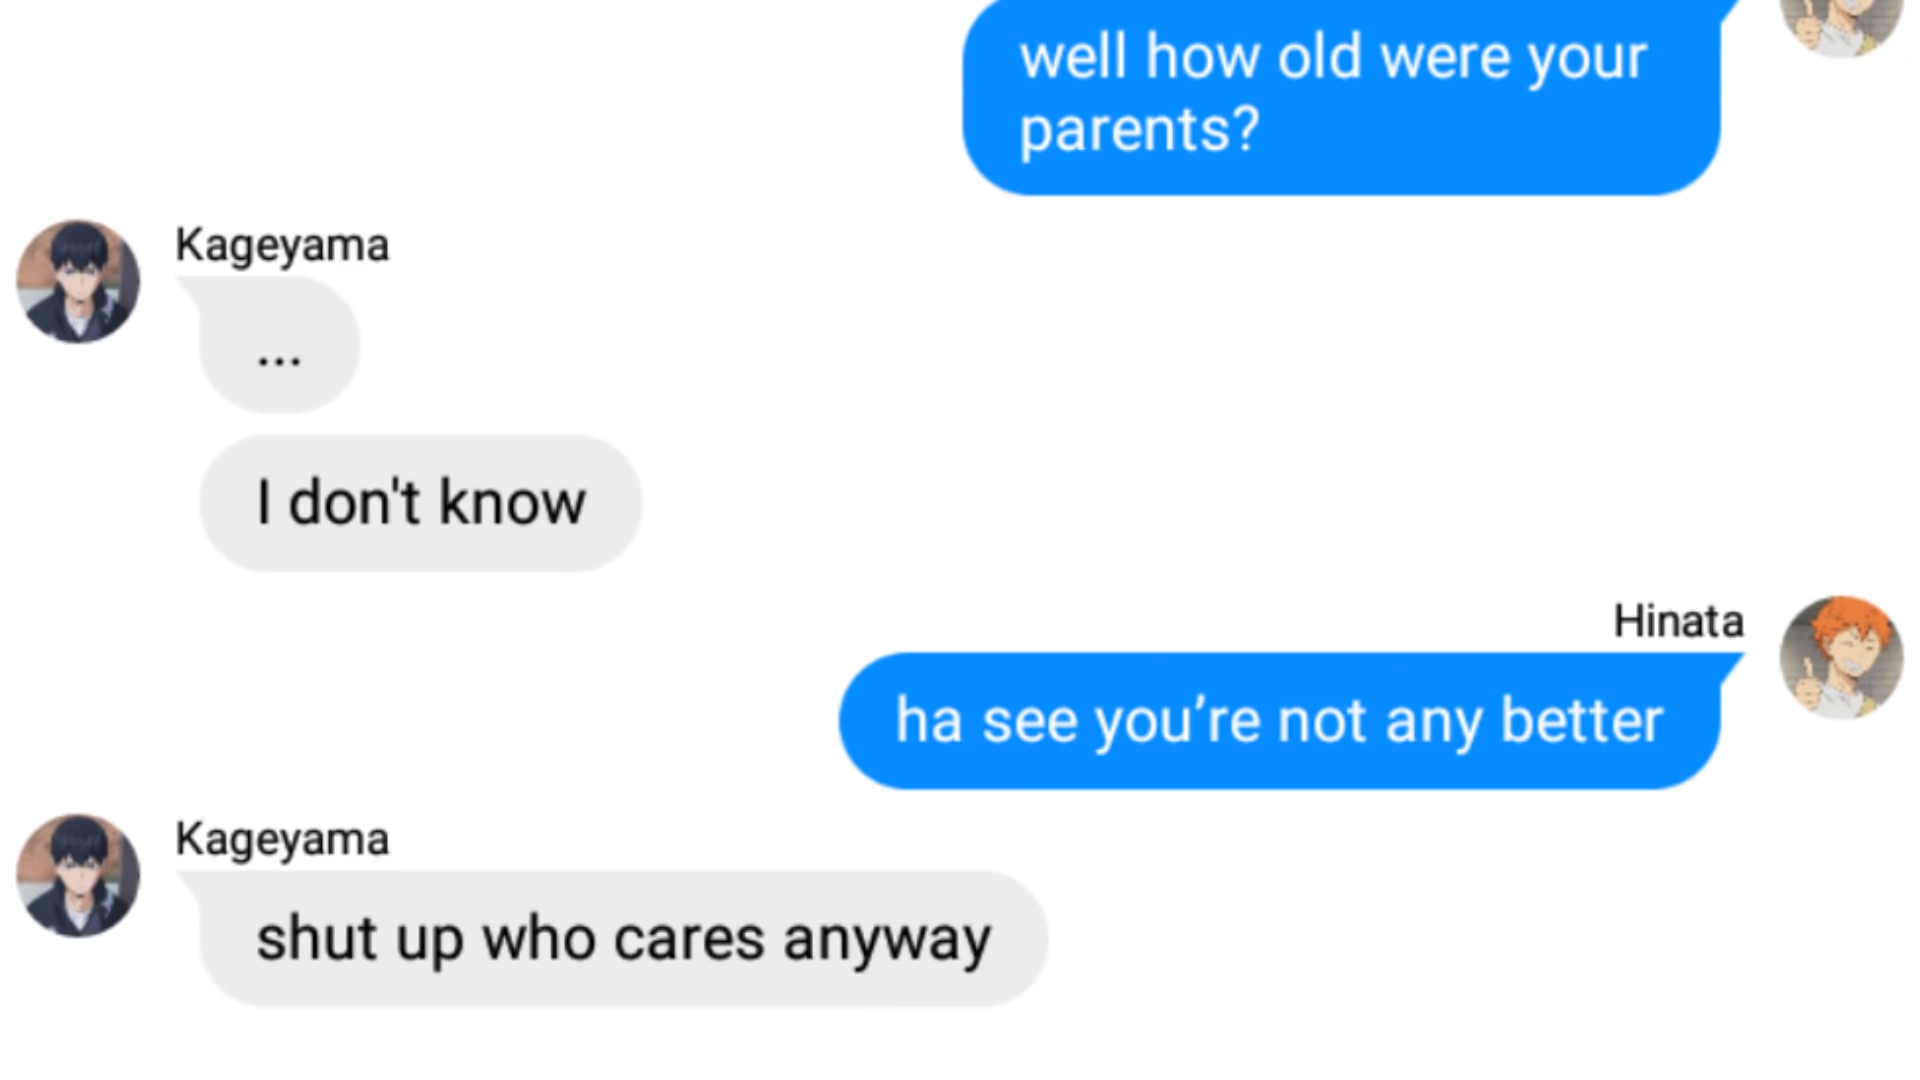 well how old were your
parents?
Kageyama
...
I don't know
Hinata
ha see you’re not any better
Kageyama
shut up who cares anyway